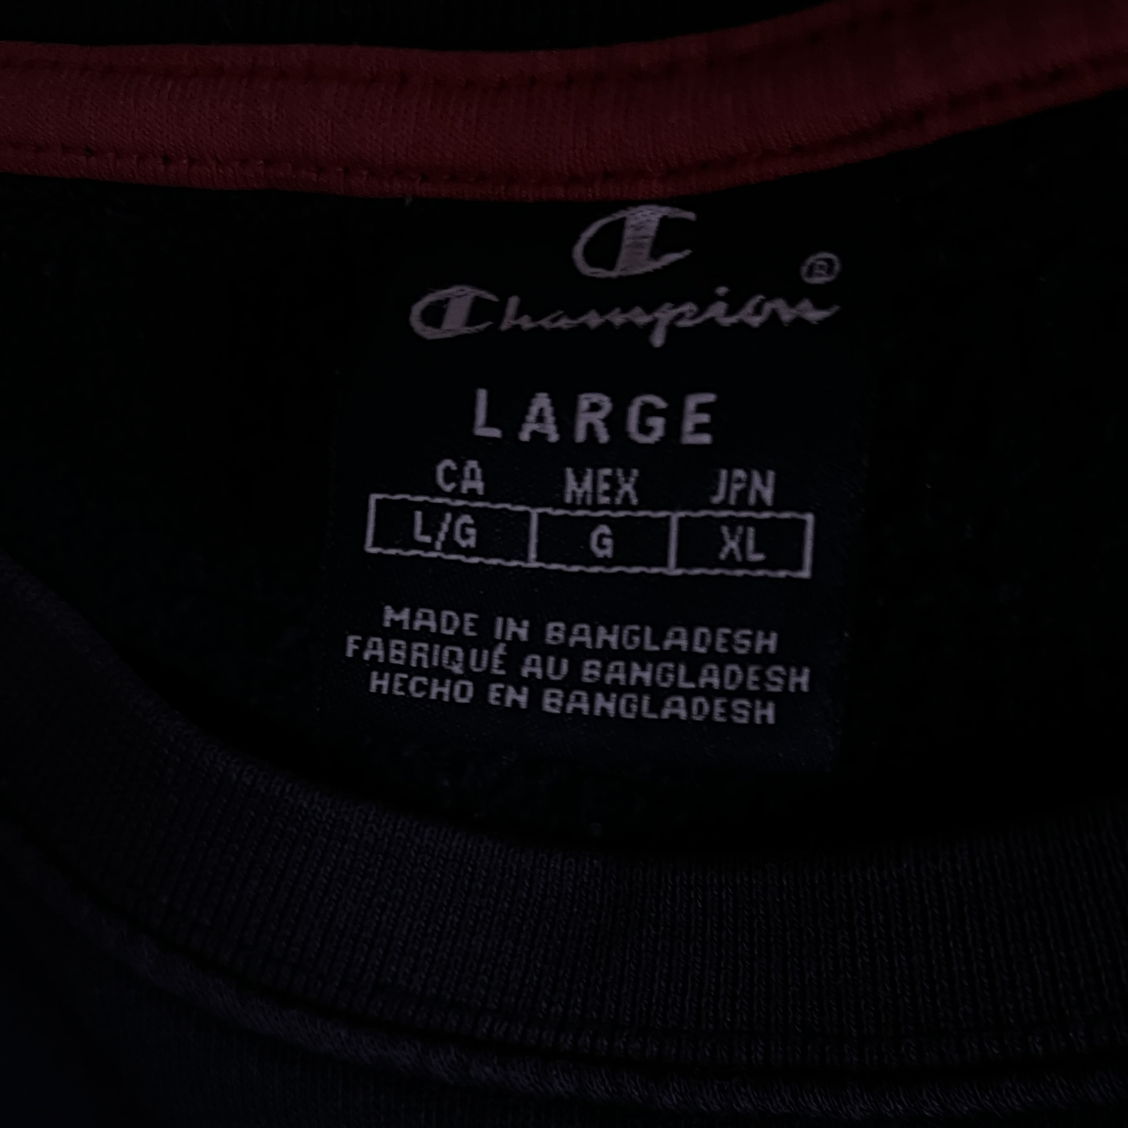 C
Champion®
LARGE
CA MEX JPN
L/G G XL
MADE IN BANGLADESH
FABRIQUÉ AU BANGLADESH
HECHO EN BANGLADESH